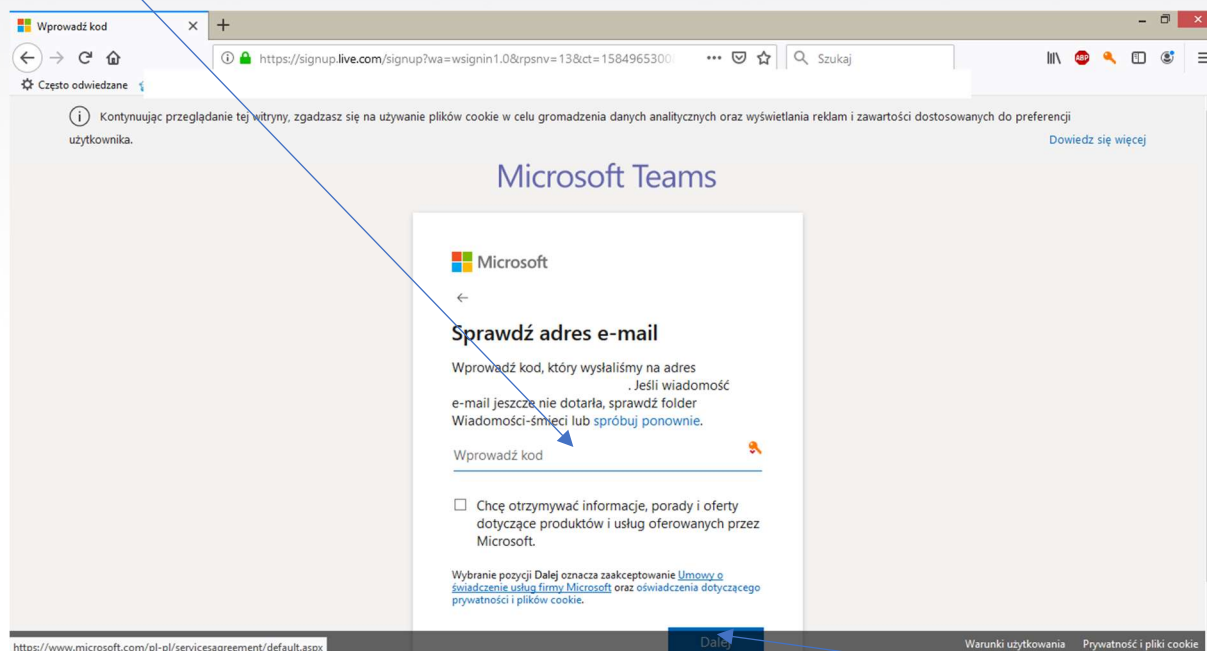 Wprowadź kod
https://signup.live.com/signup?wa=wsignin1.0&rpsnv=13&ct=1584965300
Szukaj
ABP
Często odwiedzane
Kontynuując przeglądanie tej witryny, zgadzasz się na używanie plików cookie w celu gromadzenia danych analitycznych oraz wyświetlania reklam i zawartości dostosowanych do preferencji
użytkownika.
Dowiedz się więcej
Microsoft Teams
Microsoft
Sprawdź adres e-mail
Wprowadź kod, który wysłaliśmy na adres
. Jeśli wiadomość
e-mail jeszcze nie dotarła, sprawdź folder
Wiadomości-śmieci lub spróbuj ponownie.
Wprowadź kod
Chcę otrzymywać informacje, porady i oferty
dotyczące produktów i usług oferowanych przez
Microsoft.
Wybranie pozycji Dalej oznacza zaakceptowanie Umowy o
świadczenie usług firmy Microsoft oraz oświadczenia dotyczącego
prywatności i plików cookie.
Dalej
https://www.microsoft.com/pl-pl/servicesagreement/default.aspx
Warunki użytkowania
Prywatność i pliki cookie